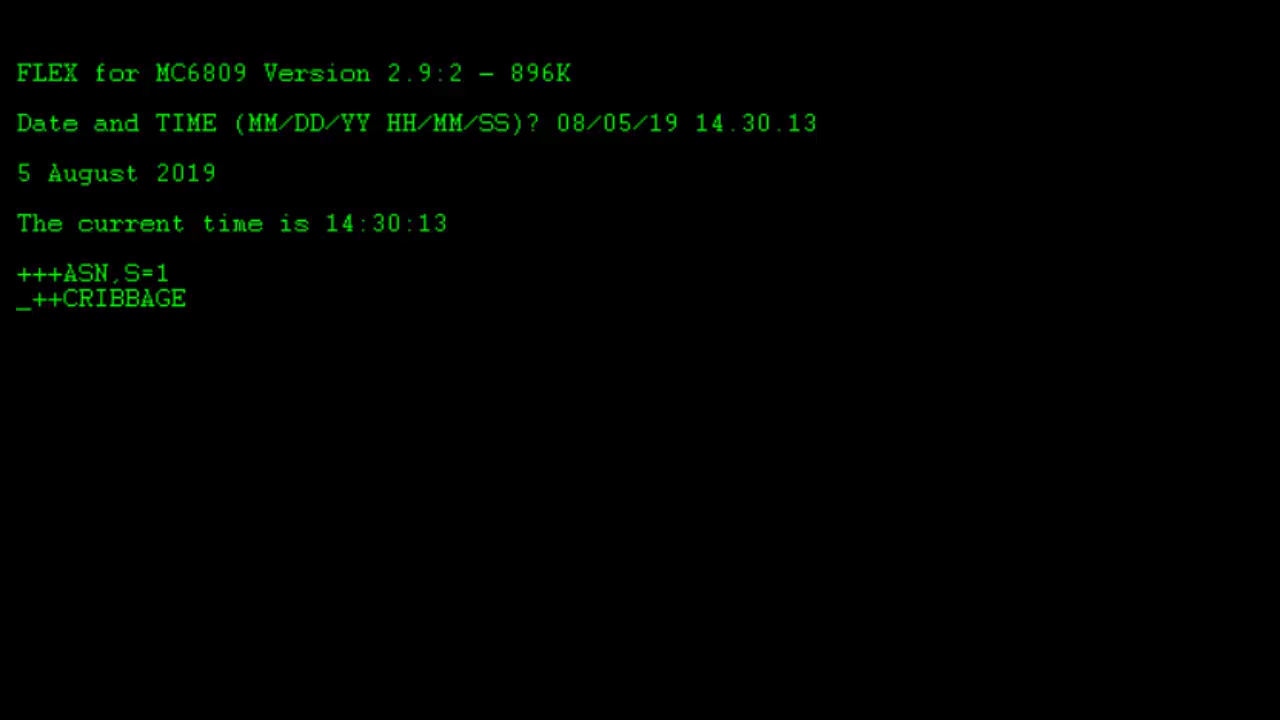 FLEX for MC6809 Version 2.9:2 - 896K
Date and TIME (MM/DD/YY HH/MM/SS)? 08/05/19 14.30.13
5 August 2019
The current time is 14:30:13
+++ASN,S=1
_++CRIBBAGE